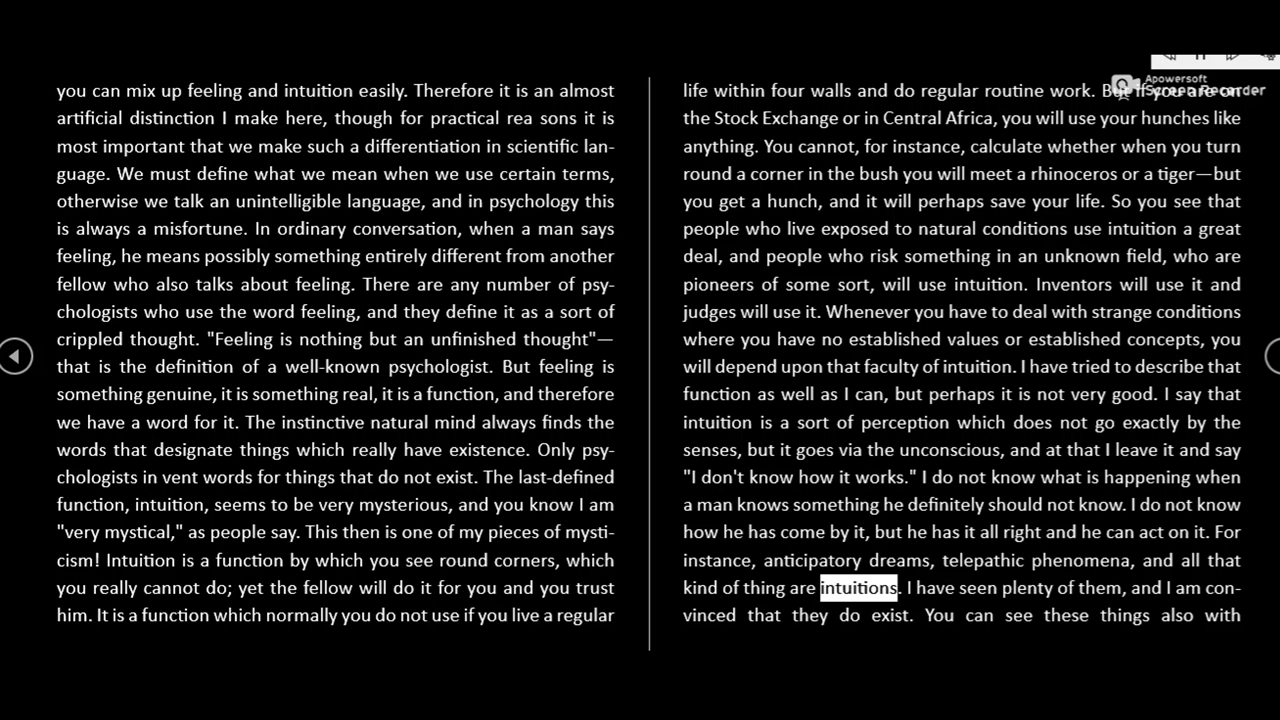 you can mix up feeling and intuition easily. Therefore it is an almost
artificial distinction I make here, though for practical rea sons it is
most important that we make such a differentiation in scientific lan-
guage. We must define what we mean when we use certain terms,
otherwise we talk an unintelligible language, and in psychology this
is always a misfortune. In ordinary conversation, when a man says
feeling, he means possibly something entirely different from another
fellow who also talks about feeling. There are any number of psy-
chologists who use the word feeling, and they define it as a sort of
crippled thought. "Feeling is nothing but an unfinished thought"—
that is the definition of a well-known psychologist. But feeling is
something genuine, it is something real, it is a function, and therefore
we have a word for it. The instinctive natural mind always finds the
words that designate things which really have existence. Only psy-
chologists in vent words for things that do not exist. The last-defined
function, intuition, seems to be very mysterious, and you know I am
"very mystical," as people say. This then is one of my pieces of mysti-
cism! Intuition is a function by which you see round corners, which
you really cannot do; yet the fellow will do it for you and you trust
him. It is a function which normally you do not use if you live a regular
life within four walls and do regular routine work. But if you are on
the Stock Exchange or in Central Africa, you will use your hunches like
anything. You cannot, for instance, calculate whether when you turn
round a corner in the bush you will meet a rhinoceros or a tiger—but
you get a hunch, and it will perhaps save your life. So you see that
people who live exposed to natural conditions use intuition a great
deal, and people who risk something in an unknown field, who are
pioneers of some sort, will use intuition. Inventors will use it and
judges will use it. Whenever you have to deal with strange conditions
where you have no established values or established concepts, you
will depend upon that faculty of intuition. I have tried to describe that
function as well as I can, but perhaps it is not very good. I say that
intuition is a sort of perception which does not go exactly by the
senses, but it goes via the unconscious, and at that I leave it and say
"I don't know how it works." I do not know what is happening when
a man knows something he definitely should not know. I do not know
how he has come by it, but he has it all right and he can act on it. For
instance, anticipatory dreams, telepathic phenomena, and all that
kind of thing are intuitions. I have seen plenty of them, and I am con-
vinced that they do exist. You can see these things also with
Apowersoft
Screen Recorder